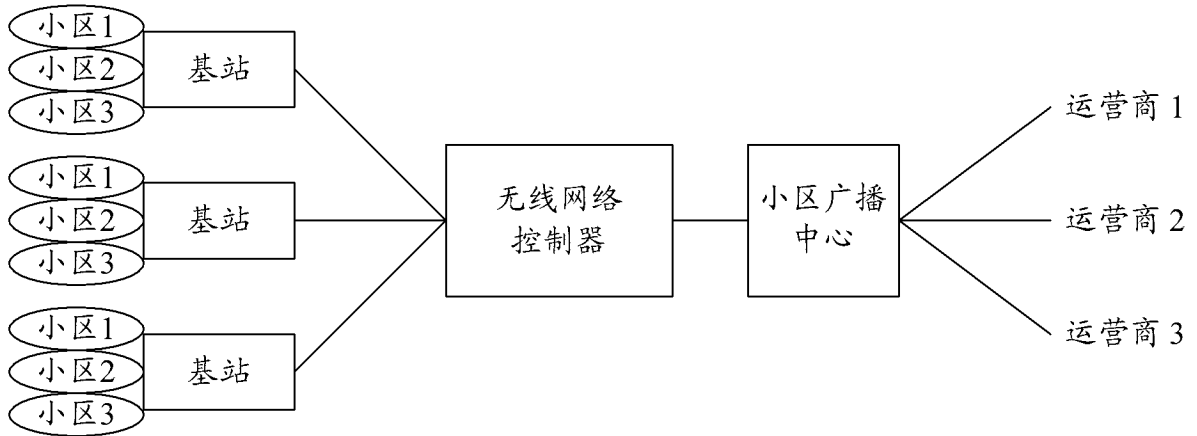 小区1
小区2
小区3
基站
小区1
小区2
小区3
基站
小区1
小区2
小区3
基站
无线网络
控制器
小区广播
中心
运营商 1
运营商 2
运营商 3